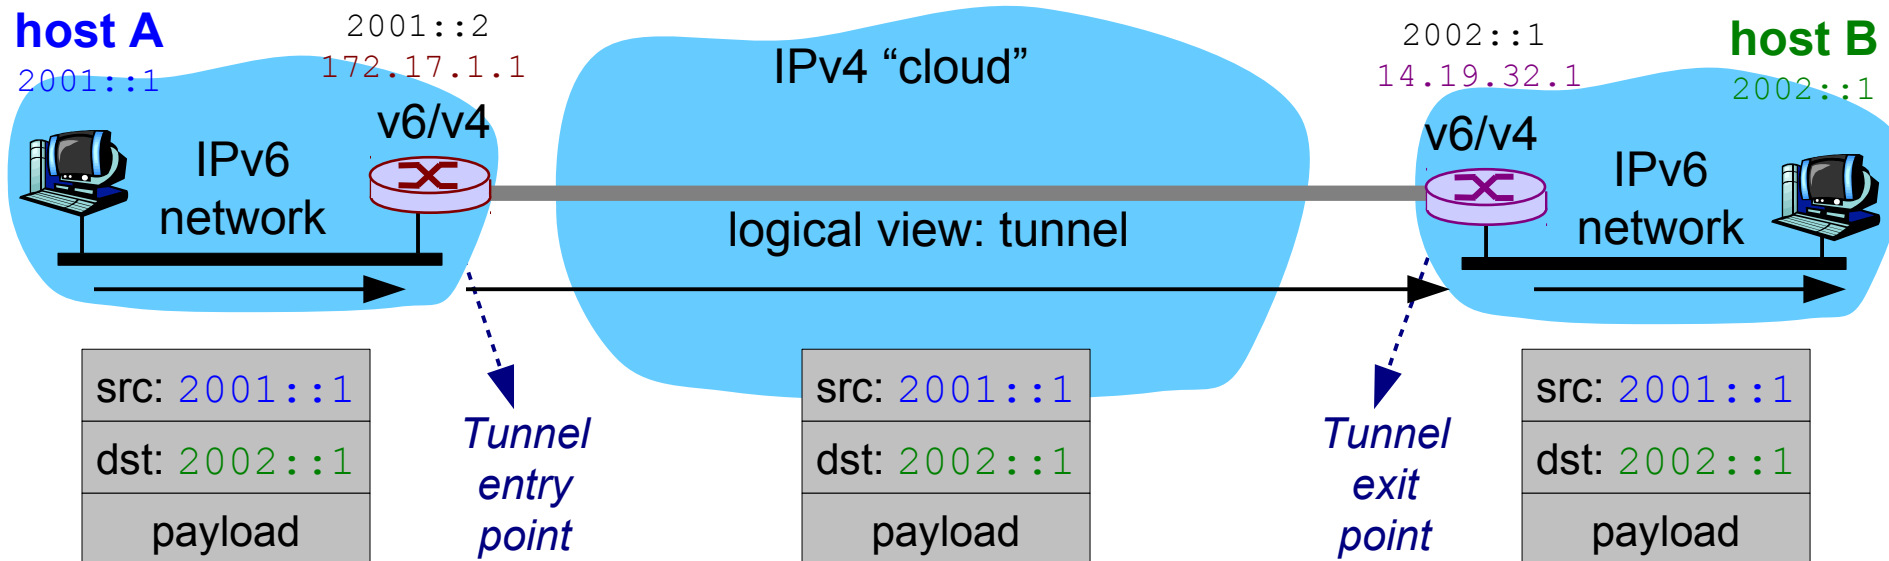 host A
2001::1
2001::2
172.17.1.1
v6/v4
IPv6
network
IPv4 “cloud”
logical view: tunnel
2002::1
14.19.32.1
v6/v4
host B
2002::1
IPv6
network
src: 2001::1
dst: 2002::1
payload
Tunnel
entry
point
src: 2001::1
dst: 2002::1
payload
Tunnel
exit
point
src: 2001::1
dst: 2002::1
payload